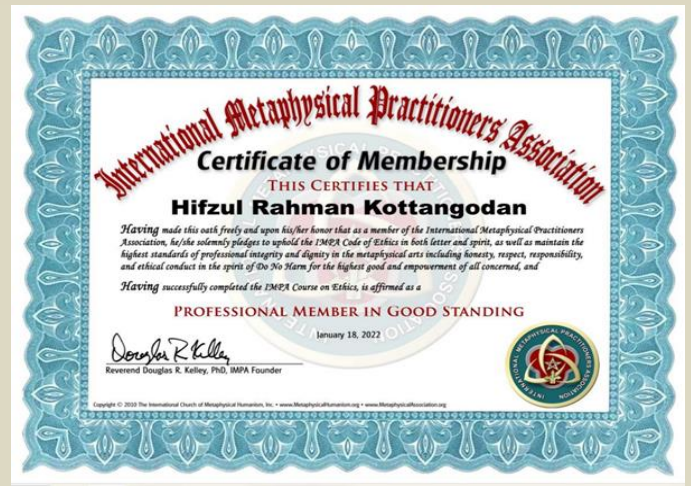 International Metaphysical Practitioners Association
Certificate of Membership
THIS CERTIFIES THAT
Hifzul Rahman Kottangodan
Having made this oath freely and upon his/her honor that as a member of the International Metaphysical Practitioners
Association, he/she solemnly pledges to uphold the IMPA Code of Ethics in both letter and spirit, as well as maintain the
highest standards of professional integrity and dignity in the metaphysical arts including honesty, respect, responsibility,
and ethical conduct in the spirit of Do No Harm for the highest good and empowerment of all concerned, and
Having successfully completed the IMPA Course on Ethics, is affirmed as a
PROFESSIONAL MEMBER IN GOOD STANDING
January 18, 2022
Douglas R. Kelley
Reverend Douglas R. Kelley, PhD, IMPA Founder
INTERNATIONAL METAPHYSICAL PRACTITIONERS ASSOCIATION
Copyright © 2010 The International Church of Metaphysical Humanism, Inc. • www.MetaphysicalHumanism.org • www.MetaphysicalAssociation.org